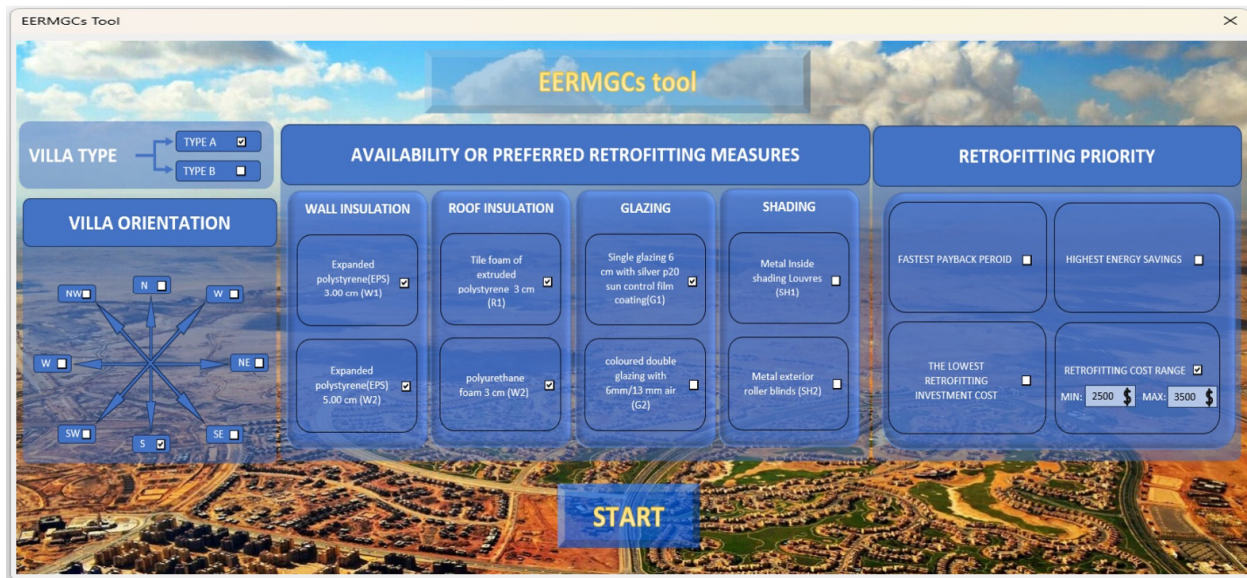 EERMGCs Tool
EERMGCs tool
VILLA TYPE
TYPE A
TYPE B
VILLA ORIENTATION
N
NW
W
W
NE
SW
S
SE
AVAILABILITY OR PREFERRED RETROFITTING MEASURES
WALL INSULATION
Expanded
polystyrene(EPS)
3.00 cm (W1)
Expanded
polystyrene(EPS)
5.00 cm (W2)
ROOF INSULATION
Tile foam of
extruded
polystyrene 3 cm
(R1)
polyurethane
foam 3 cm (W2)
GLAZING
Single glazing 6
cm with silver p20
sun control film
coating(G1)
coloured double
glazing with
6mm/13 mm air
(G2)
SHADING
Metal Inside
shading Louvres
(SH1)
Metal exterior
roller blinds (SH2)
RETROFITTING PRIORITY
FASTEST PAYBACK PEROID
HIGHEST ENERGY SAVINGS
THE LOWEST
RETROFITTING
INVESTMENT COST
RETROFITTING COST RANGE
MIN: 2500 $ MAX: 3500 $
START